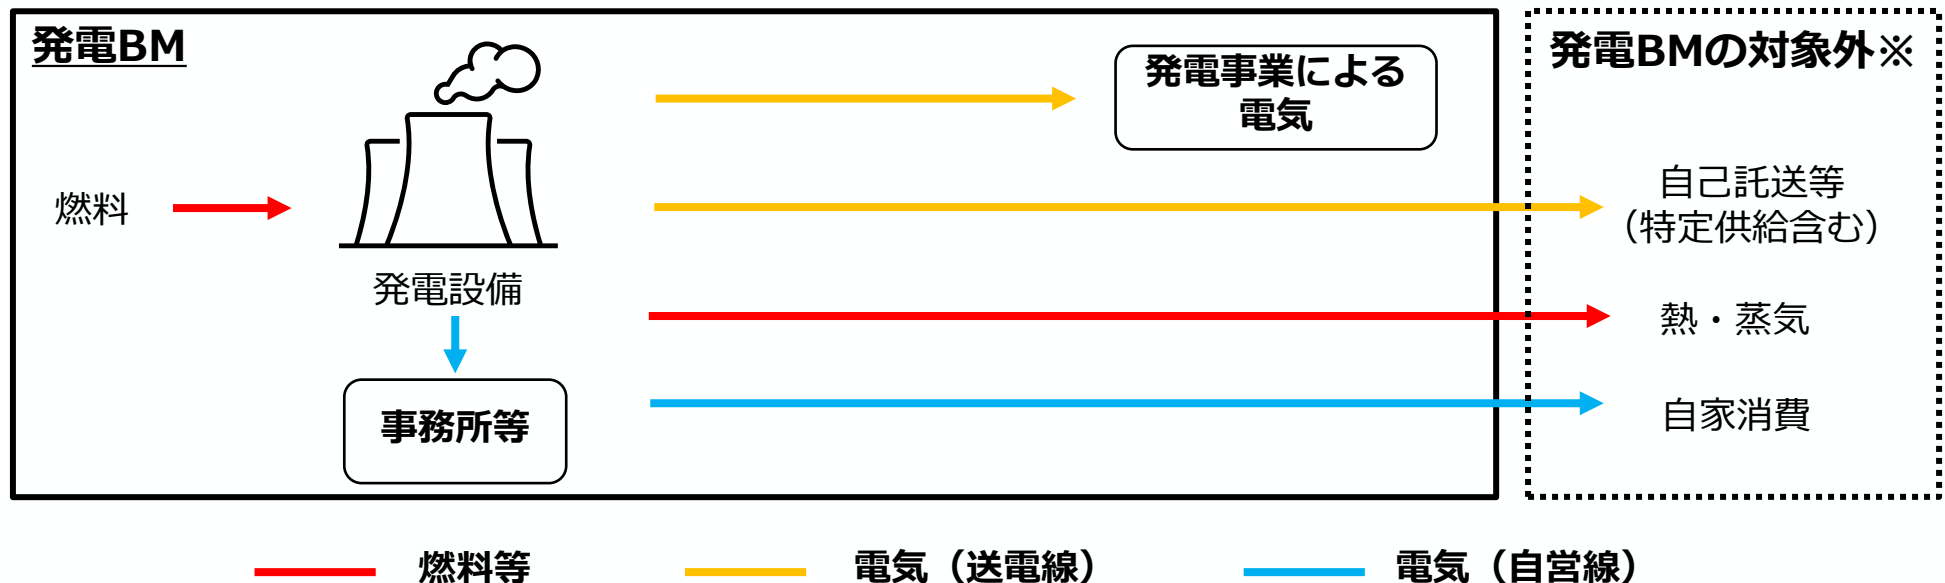 発電BM
発電BMの対象外※
発電事業による
電気
燃料
自己託送等
（特定供給含む）
発電設備
熱・蒸気
事務所等
自家消費
燃料等
電気（送電線）
電気（自営線）